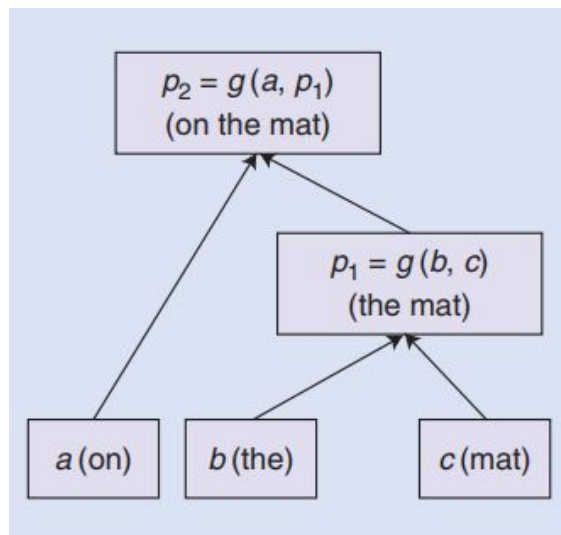 p₂ = g(a, p₁)
(on the mat)
p₁ = g(b, c)
(the mat)
a (on)
b (the)
c (mat)